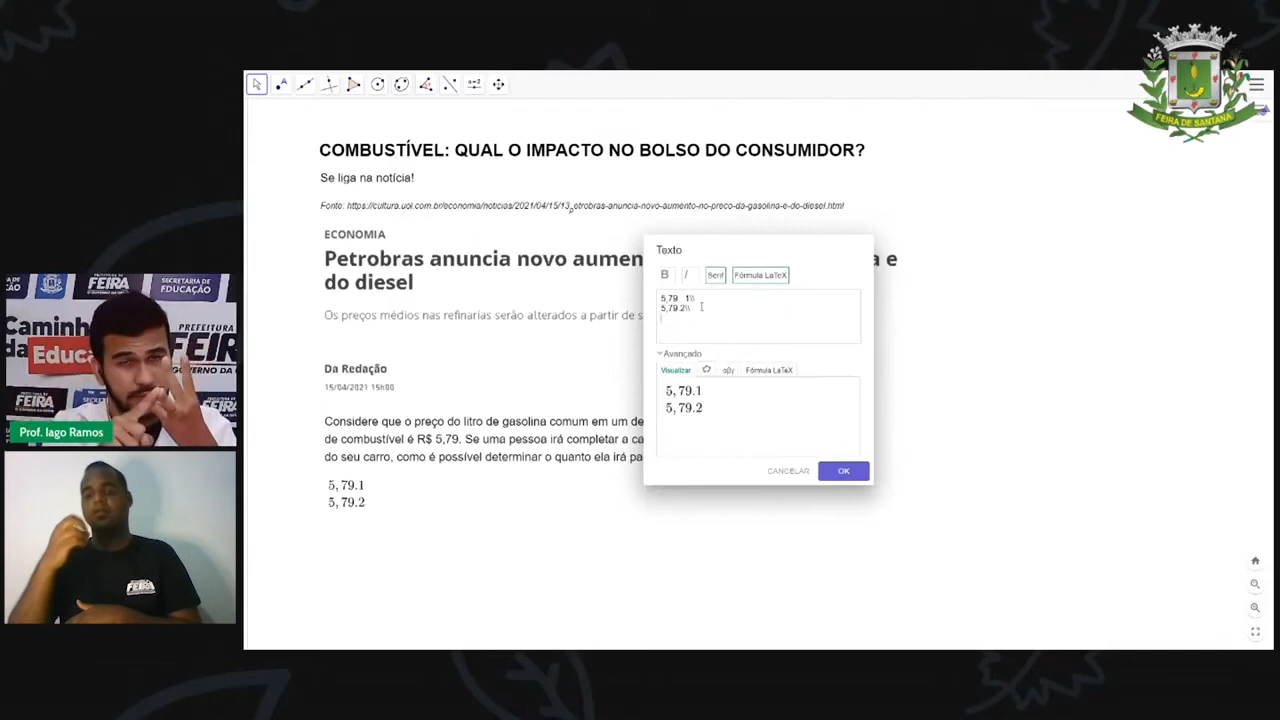 FEIRA DE SANTANA
COMBUSTÍVEL: QUAL O IMPACTO NO BOLSO DO CONSUMIDOR?
Se liga na notícia!
Fonte: https://cultura.uol.com.br/economia/noticias/2021/04/15/13petrobras-anuncia-novo-aumento-no-preco-da-gasolina-e-do-diesel.html
ECONOMIA
Petrobras anuncia novo aumen
a e
do diesel
Os preços médios nas refinarias serão alterados a partir de s
Da Redação
15/04/2021 15h00
Considere que o preço do litro de gasolina comum em um de
de combustível é R$ 5,79. Se uma pessoa irá completar a ca
do seu carro, como é possível determinar o quanto ela irá pa
5, 79.1
5, 79.2
Texto
B I Serif Fórmula LaTeX
5,79 1\\
5,79.2\\
Avançado
Visualizar αβγ Fórmula LaTeX
5, 79.1
5, 79.2
CANCELAR OK
PREFEITURA
FEIRA
SECRETARIA DE
EDUCAÇÃO
Caminh
da Educa
PREFEITURA
FE
Prof. Iago Ramos
FEIRA